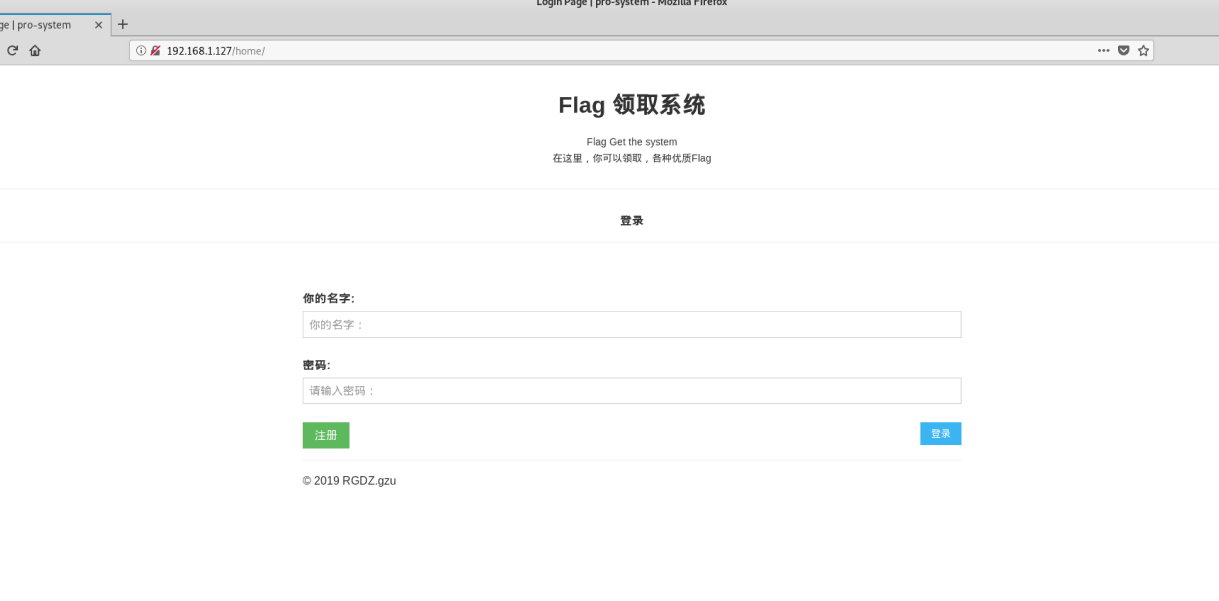 Login Page | pro-system - Mozilla Firefox
ge | pro-system
192.168.1.127/home/
Flag 领取系统
Flag Get the system
在这里，你可以领取，各种优质Flag
登录
你的名字:
你的名字：
密码:
请输入密码：
注册
登录
© 2019 RGDZ.gzu